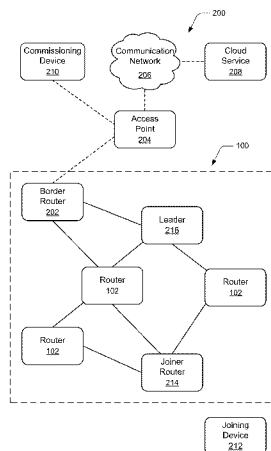 200
Commissioning
Device
210
Communication
Network
206
Cloud
Service
208
Access
Point
204
100
Border
Router
202
Leader
216
Router
102
Router
102
Router
102
Joiner
Router
214
Joining
Device
212